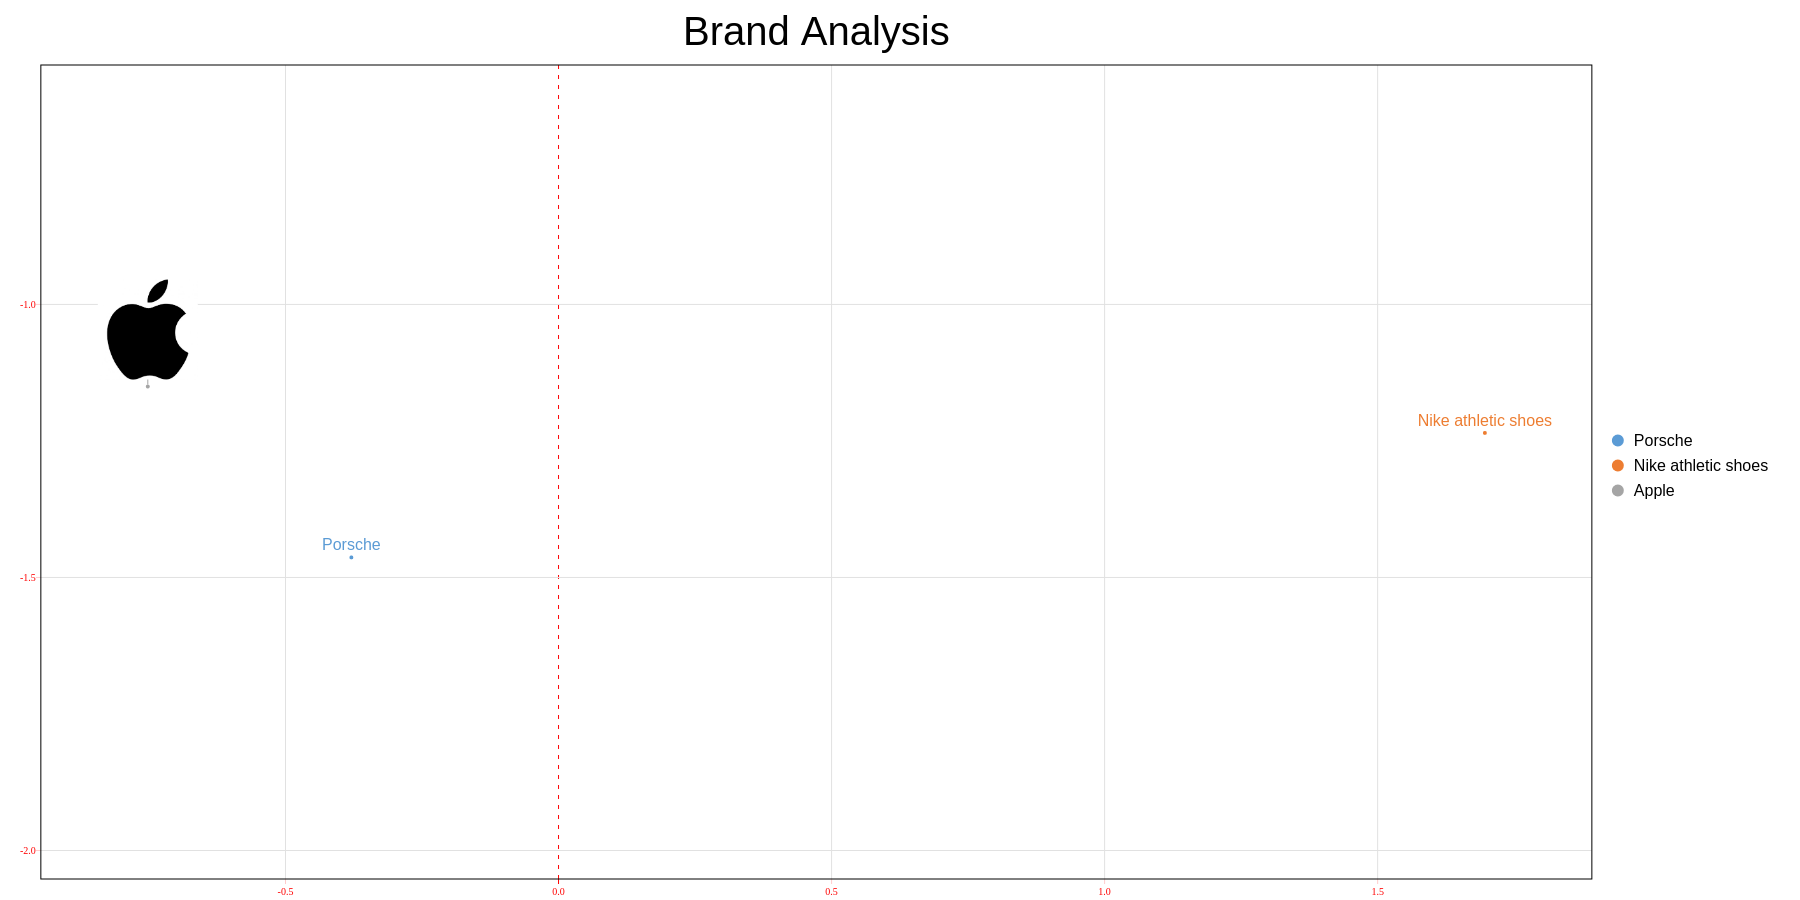 Brand Analysis
-1.0
-1.5
-2.0
-0.5
0.0
0.5
1.0
1.5
Nike athletic shoes
Porsche
Porsche
Nike athletic shoes
Apple